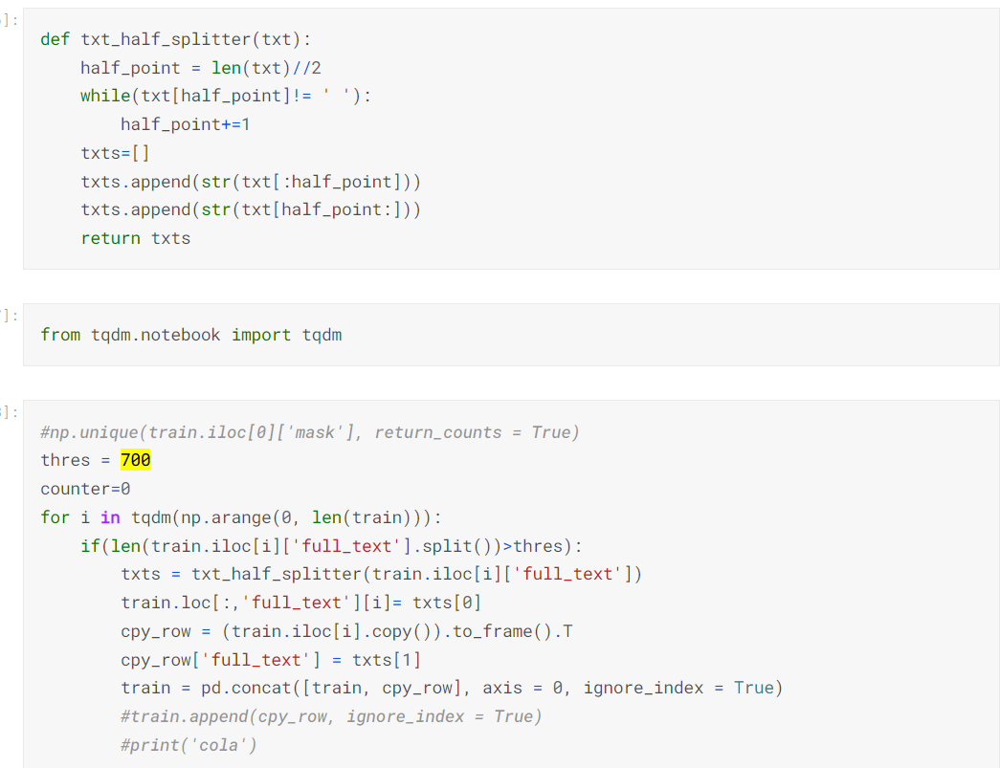 ]:
def txt_half_splitter(txt):
    half_point = len(txt)//2
    while(txt[half_point]!= ' '):
        half_point+=1
    txts=[]
    txts.append(str(txt[:half_point]))
    txts.append(str(txt[half_point:]))
    return txts
]:
from tqdm.notebook import tqdm
]:
#np.unique(train.iloc[0]['mask'], return_counts = True)
thres = 700
counter=0
for i in tqdm(np.arange(0, len(train))):
    if(len(train.iloc[i]['full_text'].split())>thres):
        txts = txt_half_splitter(train.iloc[i]['full_text'])
        train.loc[:,'full_text'][i]= txts[0]
        cpy_row = (train.iloc[i].copy()).to_frame().T
        cpy_row['full_text'] = txts[1]
        train = pd.concat([train, cpy_row], axis = 0, ignore_index = True)
        #train.append(cpy_row, ignore_index = True)
        #print('cola')